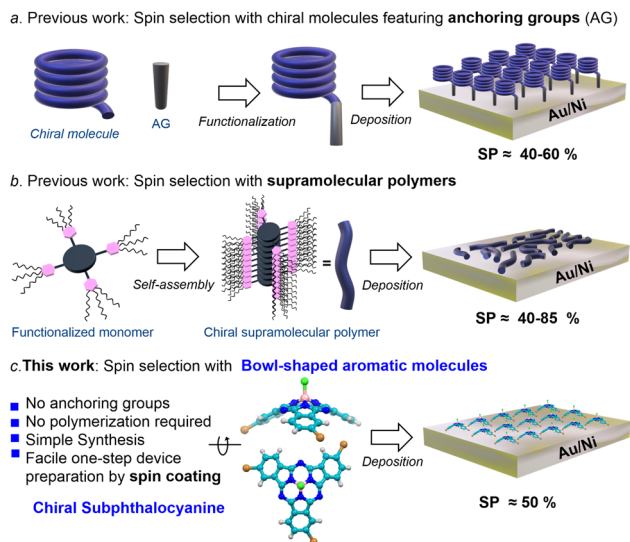 a. Previous work: Spin selection with chiral molecules featuring anchoring groups (AG)
Chiral molecule
AG
Functionalization
Deposition
Au/Ni
SP ≈ 40-60 %
b. Previous work: Spin selection with supramolecular polymers
Functionalized monomer
Self-assembly
=
Chiral supramolecular polymer
Deposition
Au/Ni
SP ≈ 40-85 %
c. This work: Spin selection with Bowl-shaped aromatic molecules
No anchoring groups
No polymerization required
Simple Synthesis
Facile one-step device
preparation by spin coating
Chiral Subphthalocyanine
Deposition
Au/Ni
SP ≈ 50 %